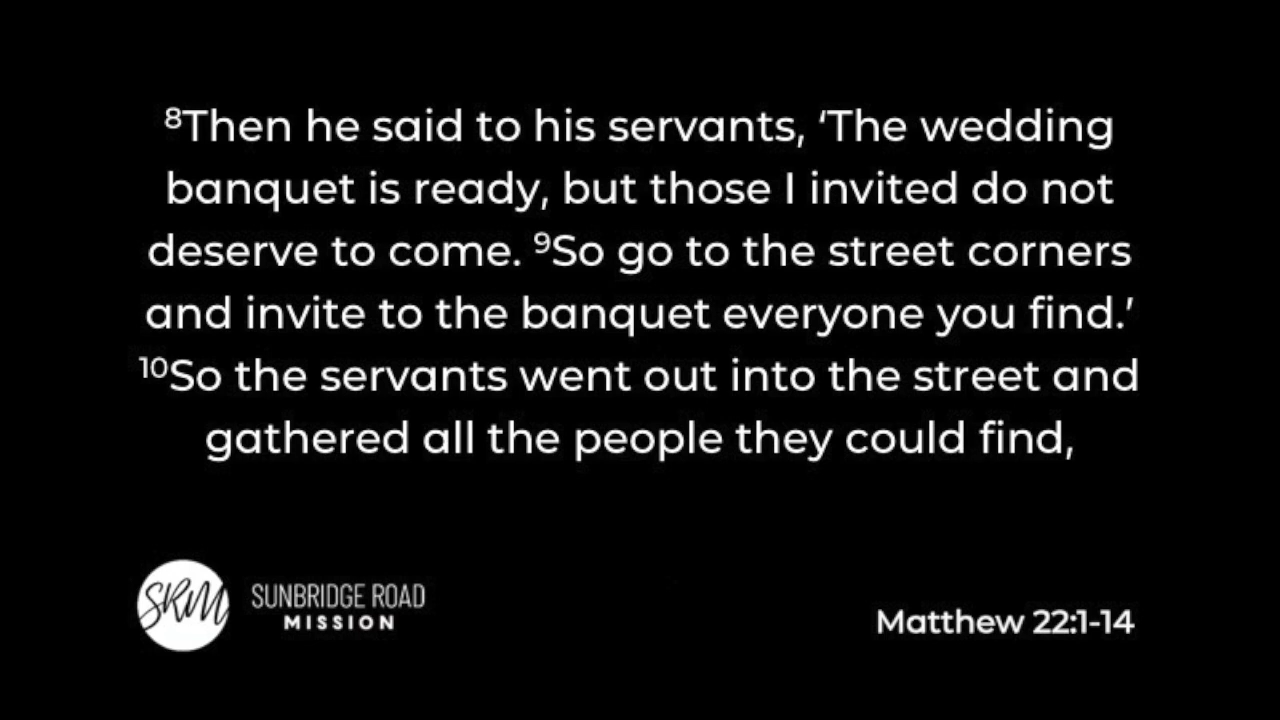 ⁸Then he said to his servants, ‘The wedding
banquet is ready, but those I invited do not
deserve to come. ⁹So go to the street corners
and invite to the banquet everyone you find.’
¹⁰So the servants went out into the street and
gathered all the people they could find,
SRM
SUNBRIDGE ROAD
MISSION
Matthew 22:1-14